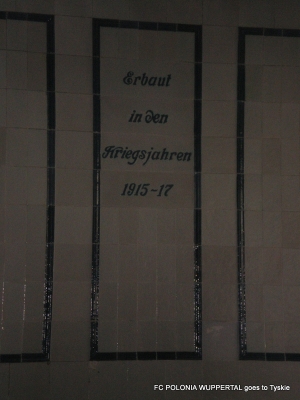 Erbaut
in den
Kriegsjahren
1915-17
FC POLONIA WUPPERTAL goes to Tyskie